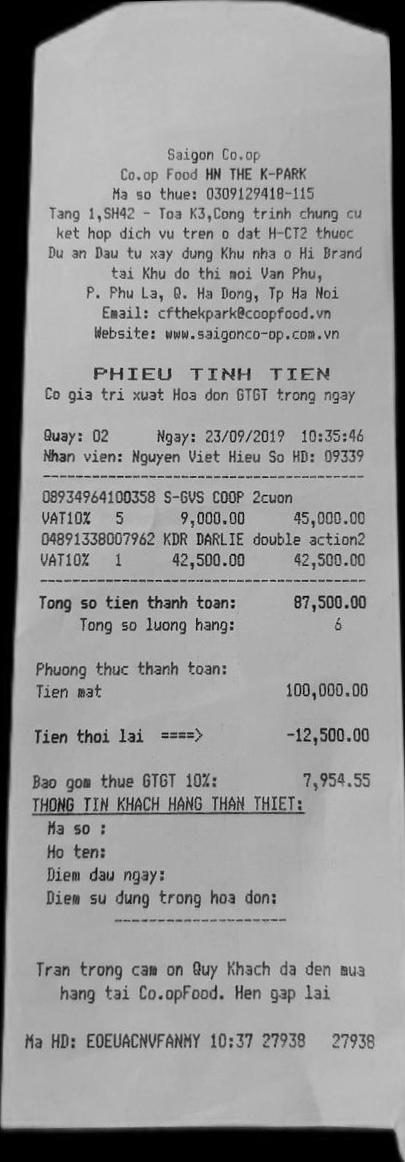 Saigon Co.op
Co.op Food HN THE K-PARK
Ma so thue: 0309129418-115
Tang 1,SH42 - Toa K3,Cong trinh chung cu
ket hop dich vu tren o dat H-CT2 thuoc
Du an Dau tu xay dung Khu nha o Hi Brand
tai Khu do thi moi Van Phu,
P. Phu La, Q. Ha Dong, Tp Ha Noi
Email: cfthekpark@coopfood.vn
Website: www.saigonco-op.com.vn
PHIEU TINH TIEN
Co gia tri xuat Hoa don GTGT trong ngay
Quay: 02 Ngay: 23/09/2019 10:35:46
Nhan vien: Nguyen Viet Hieu So HD: 09339
08934964100358 S-GVS COOP 2cuon
VAT10% 5 9,000.00 45,000.00
04891338007962 KDR DARLIE double action2
VAT10% 1 42,500.00 42,500.00
Tong so tien thanh toan: 87,500.00
Tong so luong hang: 6
Phuong thuc thanh toan:
Tien mat 100,000.00
Tien thoi lai ====> -12,500.00
Bao gom thue GTGT 10%: 7,954.55
THONG TIN KHACH HANG THAN THIET:
Ma so :
Ho ten:
Diem dau ngay:
Diem su dung trong hoa don:
Tran trong cam on Quy Khach da den mua
hang tai Co.opFood. Hen gap lai
Ma HD: EOEUACNVFANMY 10:37 27938 27938